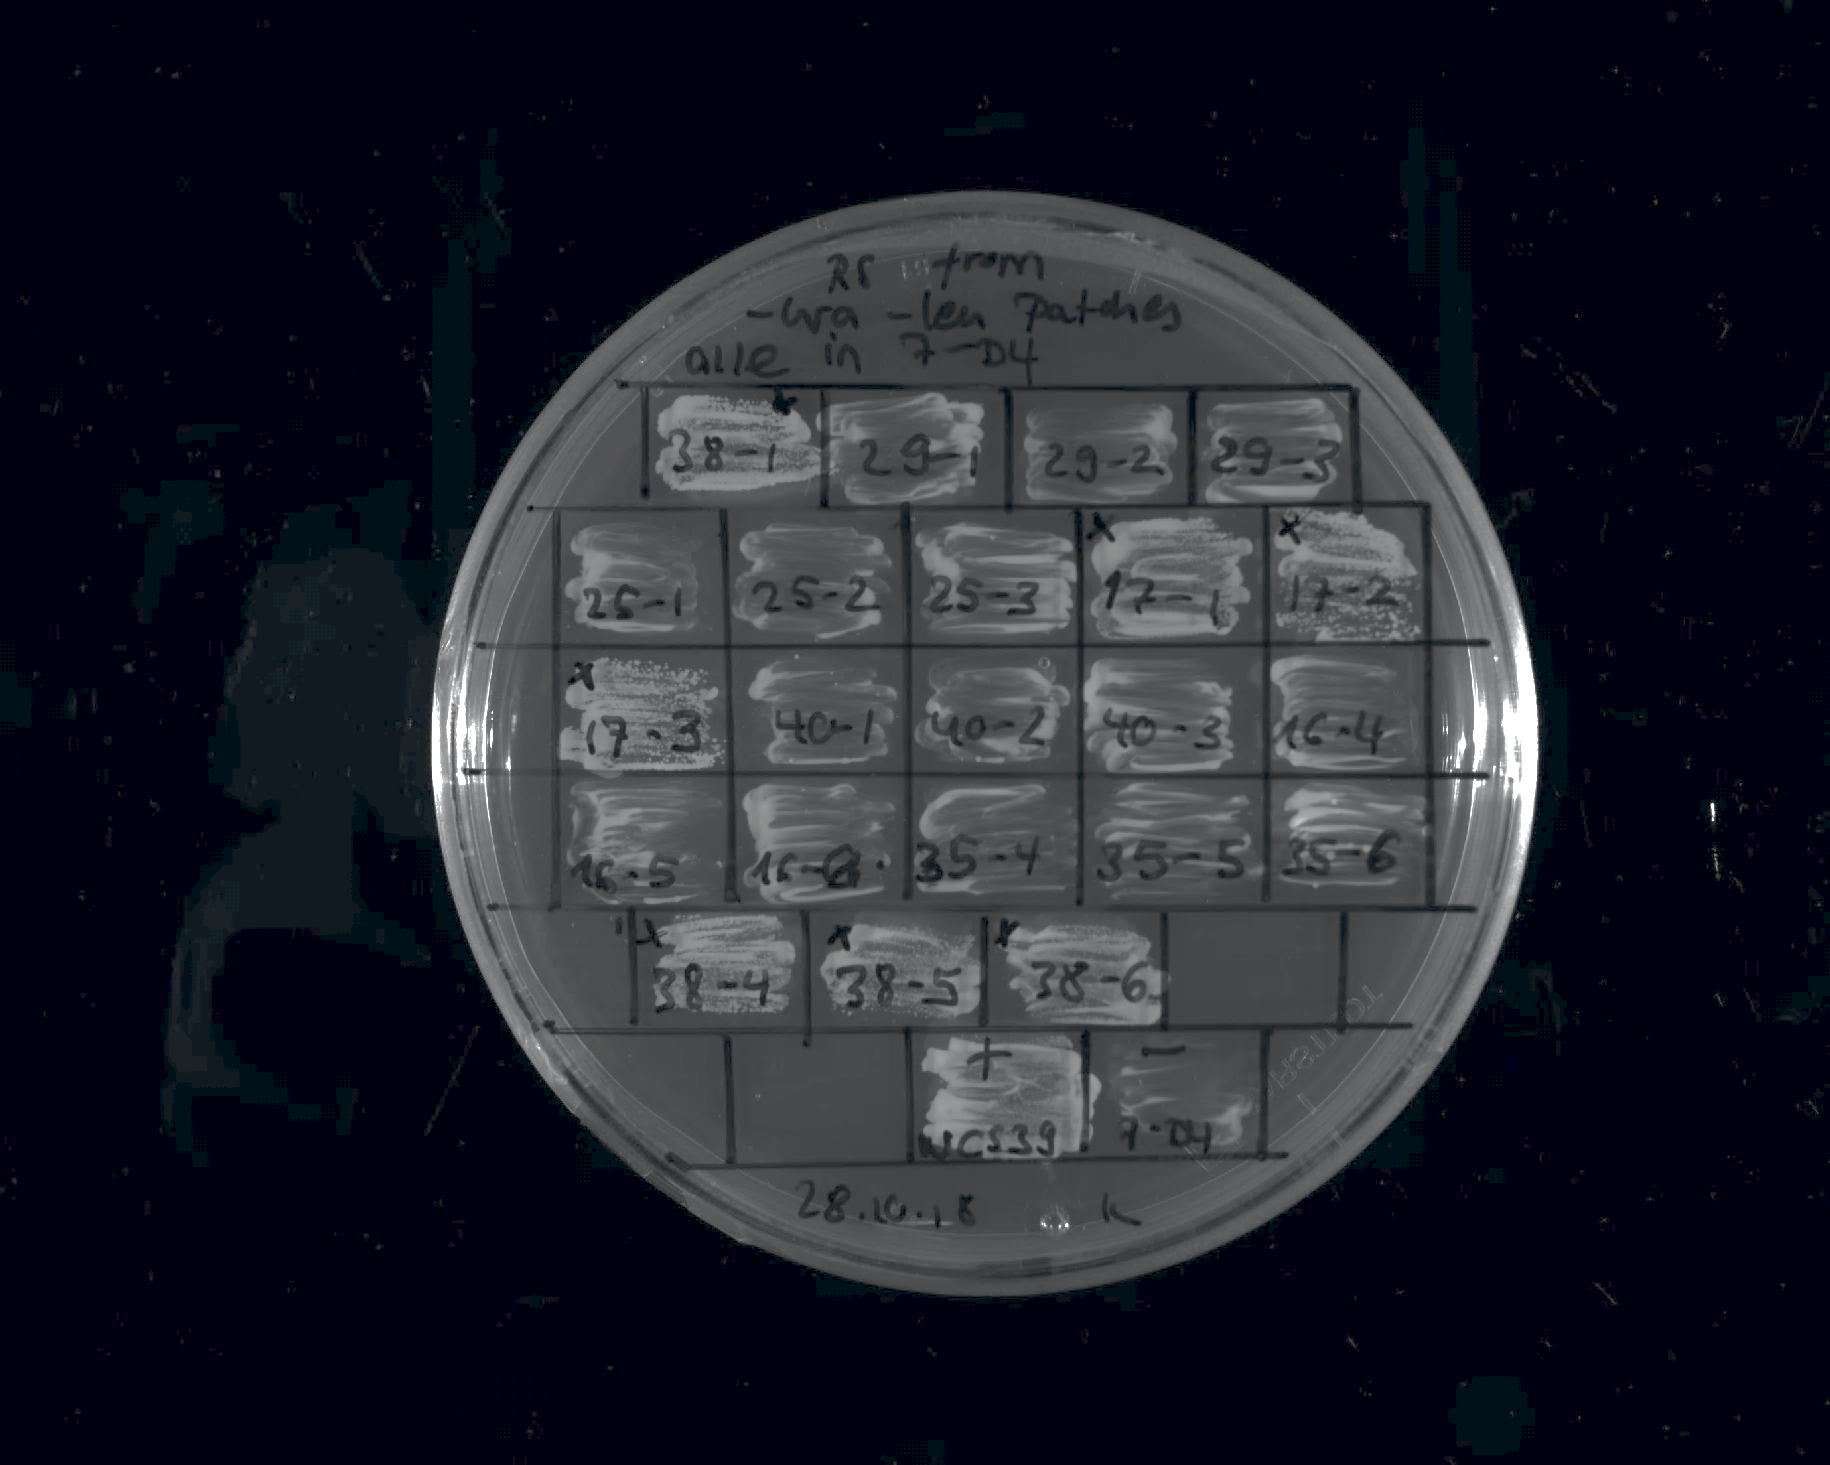 from
-Ura -leu Patches
alle in 7-D4
38-1 29-1 29-2 29-3
25-1 25-2 25-3 x 17-1 x 17-2
x 17-3 40-1 40-2 40-3 16-4
16-5 35-4 35-5 35-6
x 38-4 x 38-5 x 38-6
+ -
WCS39 7-D4
28.10.18 K